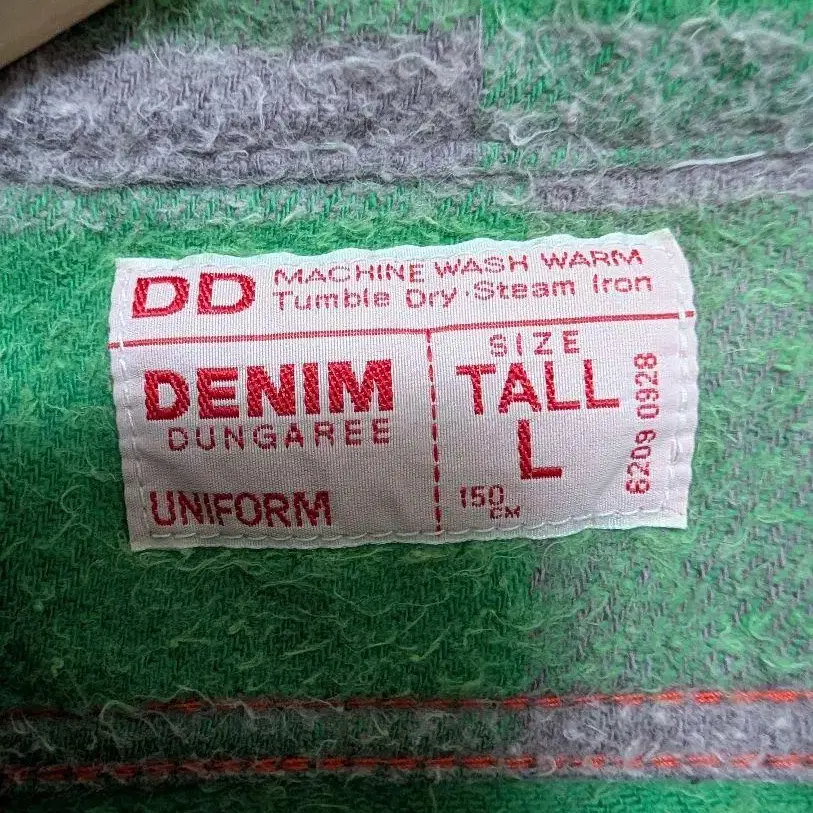 DD
MACHINE WASH WARM
Tumble Dry·Steam Iron
DENIM
DUNGAREE
UNIFORM
SIZE
TALL
L
150
CM
6209 0928